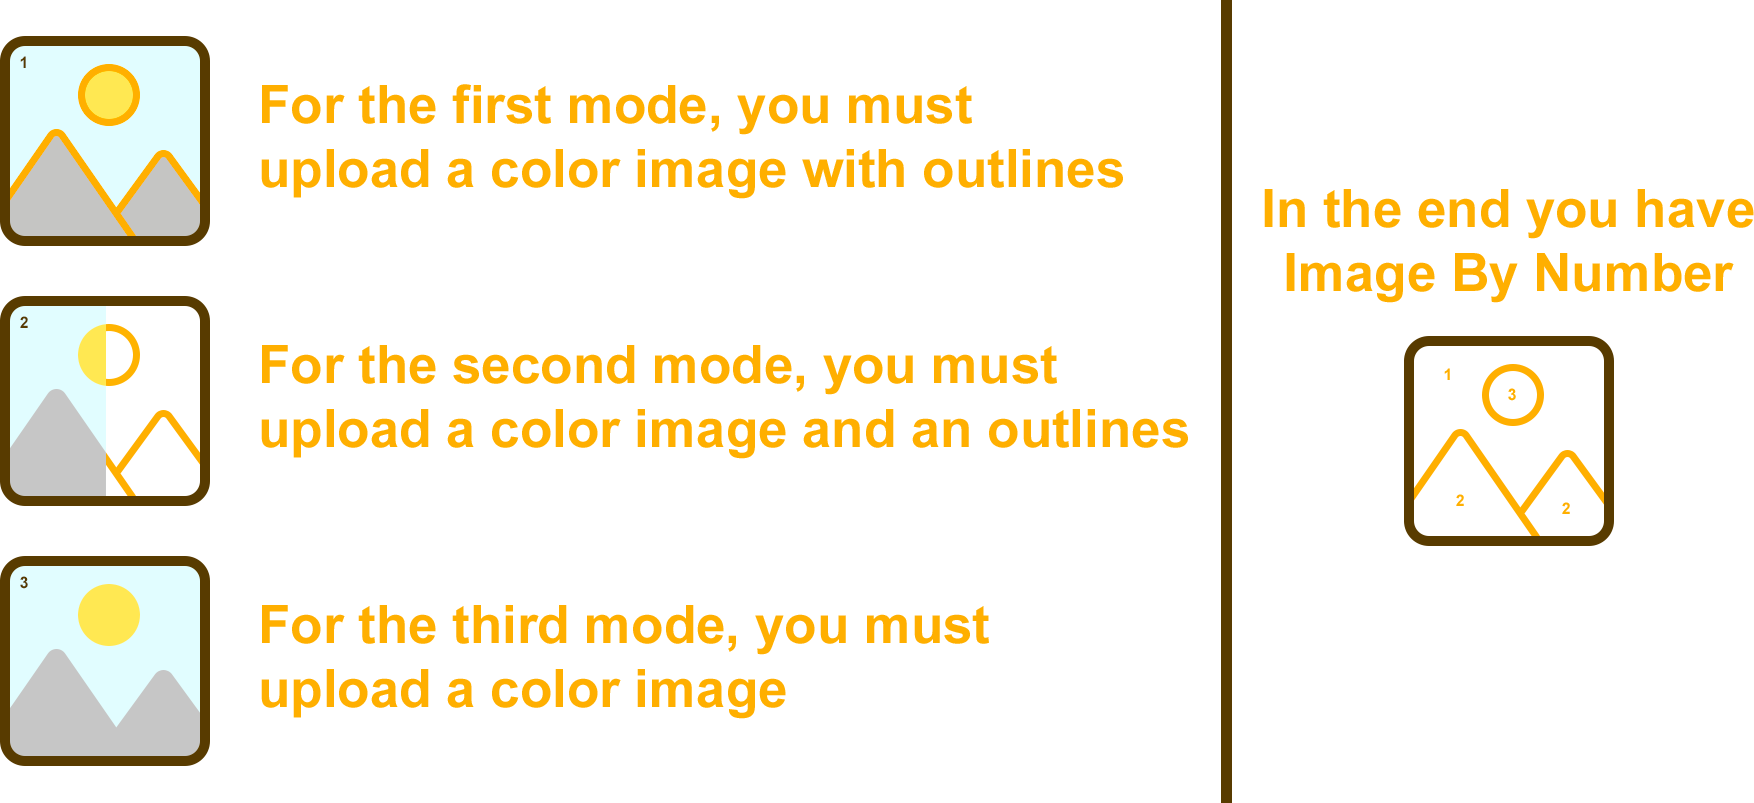 1
For the first mode, you must
upload a color image with outlines
2
For the second mode, you must
upload a color image and an outlines
3
For the third mode, you must
upload a color image
In the end you have
Image By Number
1
3
2
2